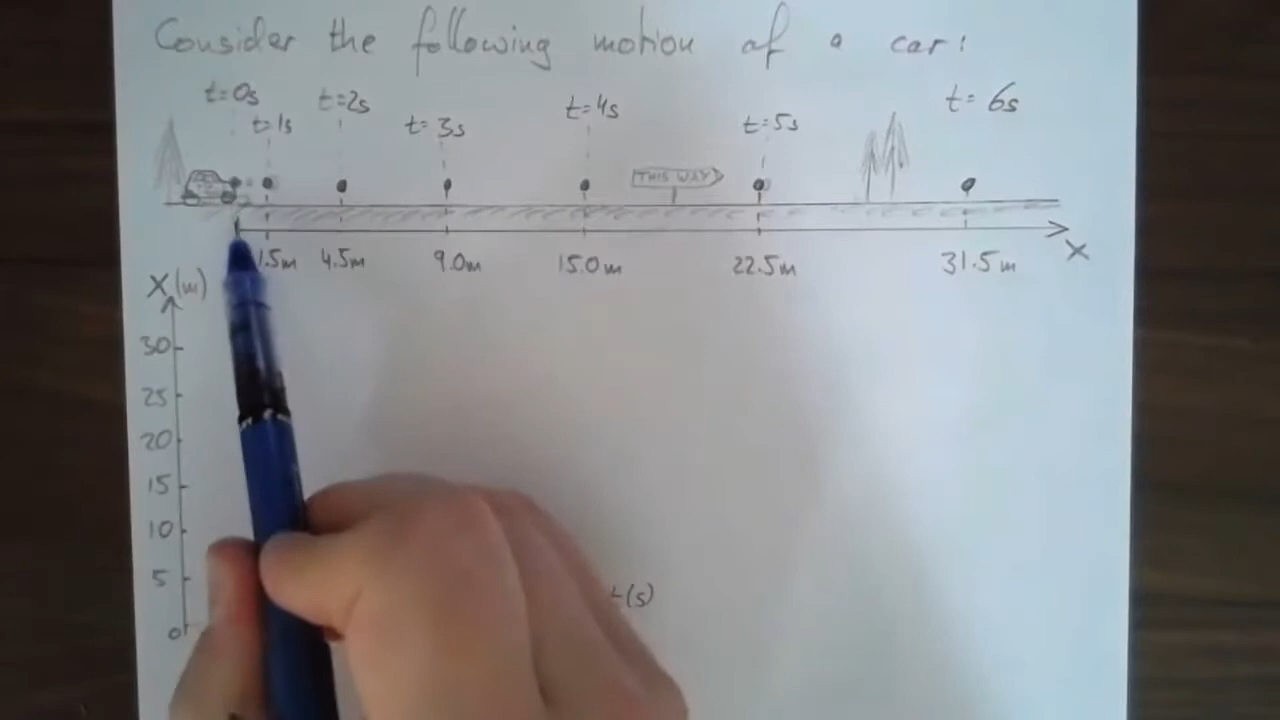 Consider the following motion of a car:
t=0s t=1s t=2s t=3s t=4s t=5s t=6s
THIS WAY
1.5m 4.5m 9.0m 15.0m 22.5m 31.5m X
X(m)
30
25
20
15
10
5
0
t(s)